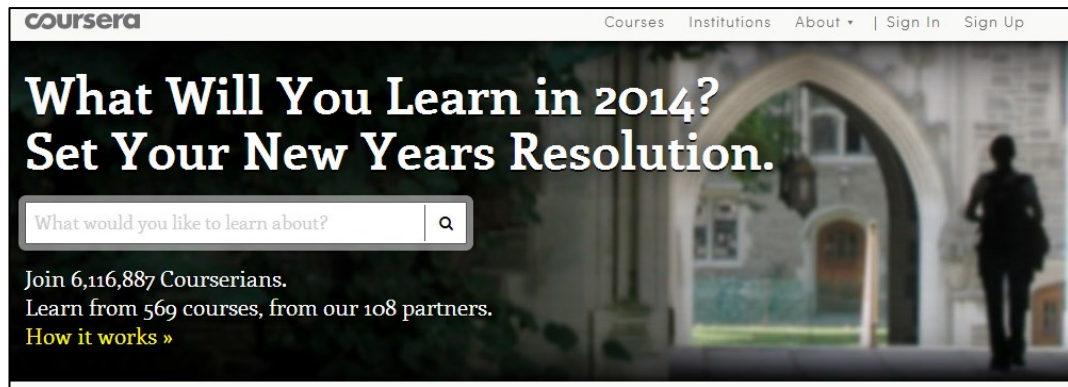 coursera
Courses Institutions About ▾ | Sign In Sign Up
What Will You Learn in 2014?
Set Your New Years Resolution.
What would you like to learn about?
Join 6,116,887 Courserians.
Learn from 569 courses, from our 108 partners.
How it works »